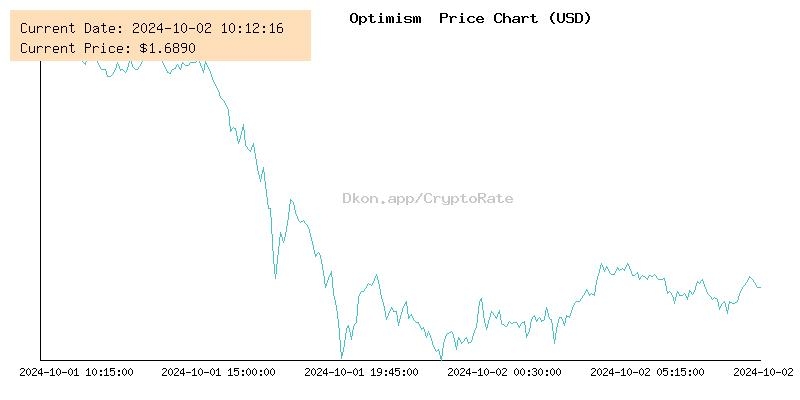 Optimism Price Chart (USD)
Current Date: 2024-10-02 10:12:16
Current Price: $1.6890
Dkon.app/CryptoRate
2024-10-01 10:15:00 2024-10-01 15:00:00 2024-10-01 19:45:00 2024-10-02 00:30:00 2024-10-02 05:15:00 2024-10-02